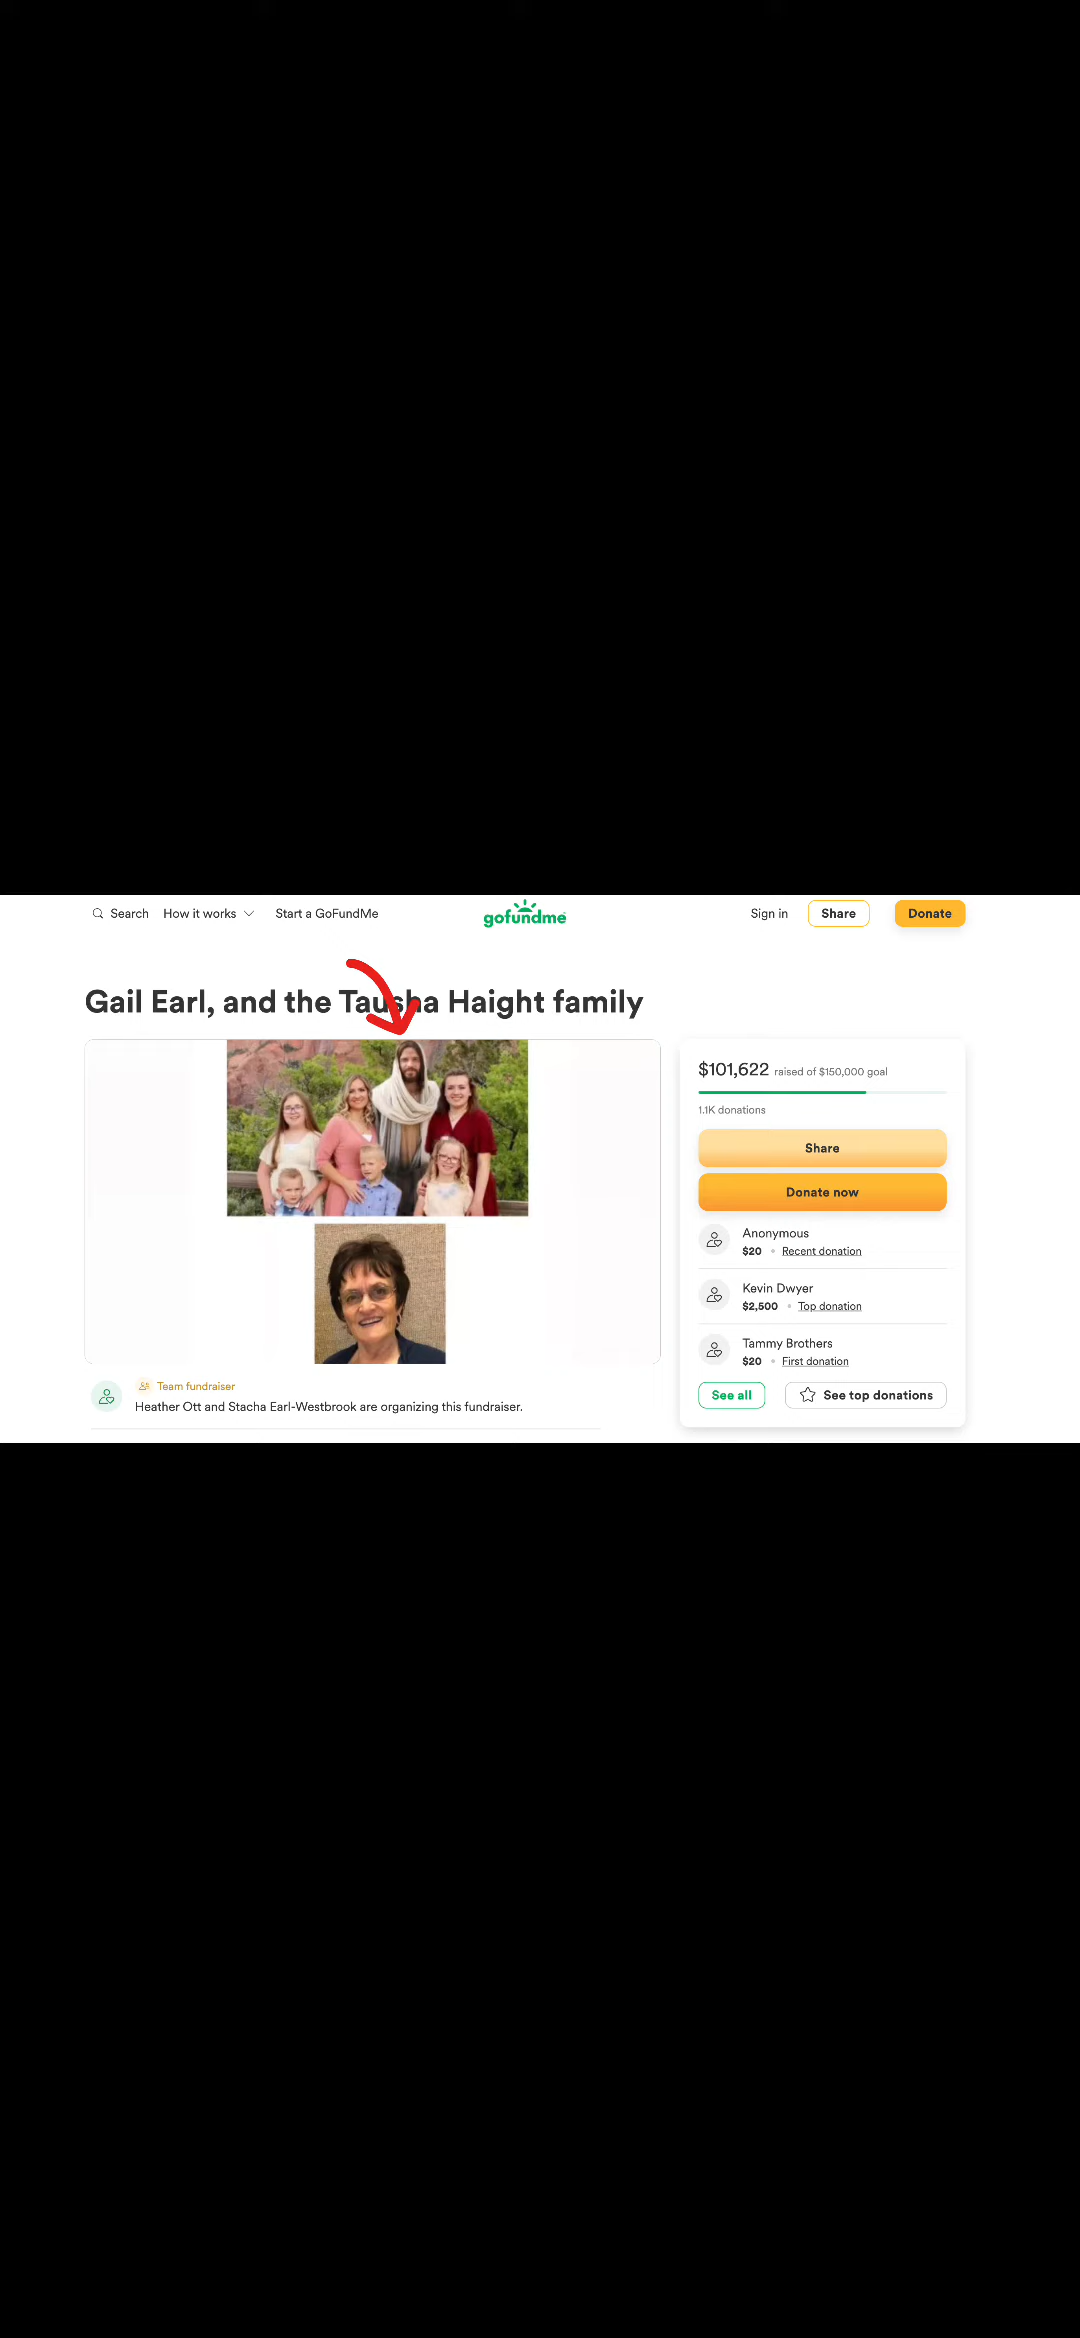 Search How it works Start a GoFundMe gofundme Sign in Share Donate
Gail Earl, and the Tausha Haight family
$101,622 raised of $150,000 goal
1.1K donations
Share
Donate now
Anonymous
$20 • Recent donation
Kevin Dwyer
$2,500 • Top donation
Tammy Brothers
$20 • First donation
See all See top donations
Team fundraiser
Heather Ott and Stacha Earl-Westbrook are organizing this fundraiser.